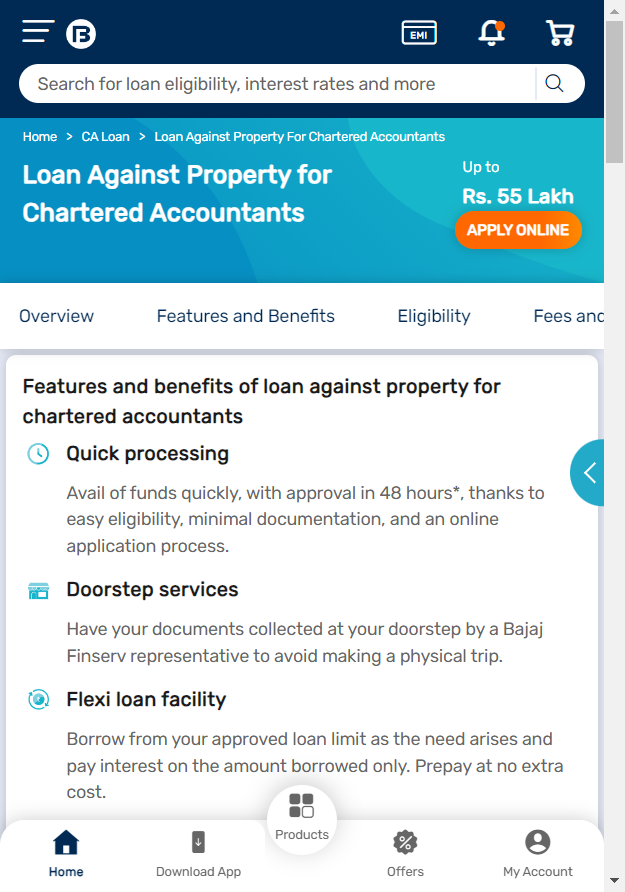 EMI
Search for loan eligibility, interest rates and more
Home > CA Loan > Loan Against Property For Chartered Accountants
Loan Against Property for
Chartered Accountants
Up to
Rs. 55 Lakh
APPLY ONLINE
Overview Features and Benefits Eligibility Fees and
Features and benefits of loan against property for
chartered accountants
Quick processing
Avail of funds quickly, with approval in 48 hours*, thanks to
easy eligibility, minimal documentation, and an online
application process.
Doorstep services
Have your documents collected at your doorstep by a Bajaj
Finserv representative to avoid making a physical trip.
Flexi loan facility
Borrow from your approved loan limit as the need arises and
pay interest on the amount borrowed only. Prepay at no extra
cost.
Home Download App Products Offers My Account